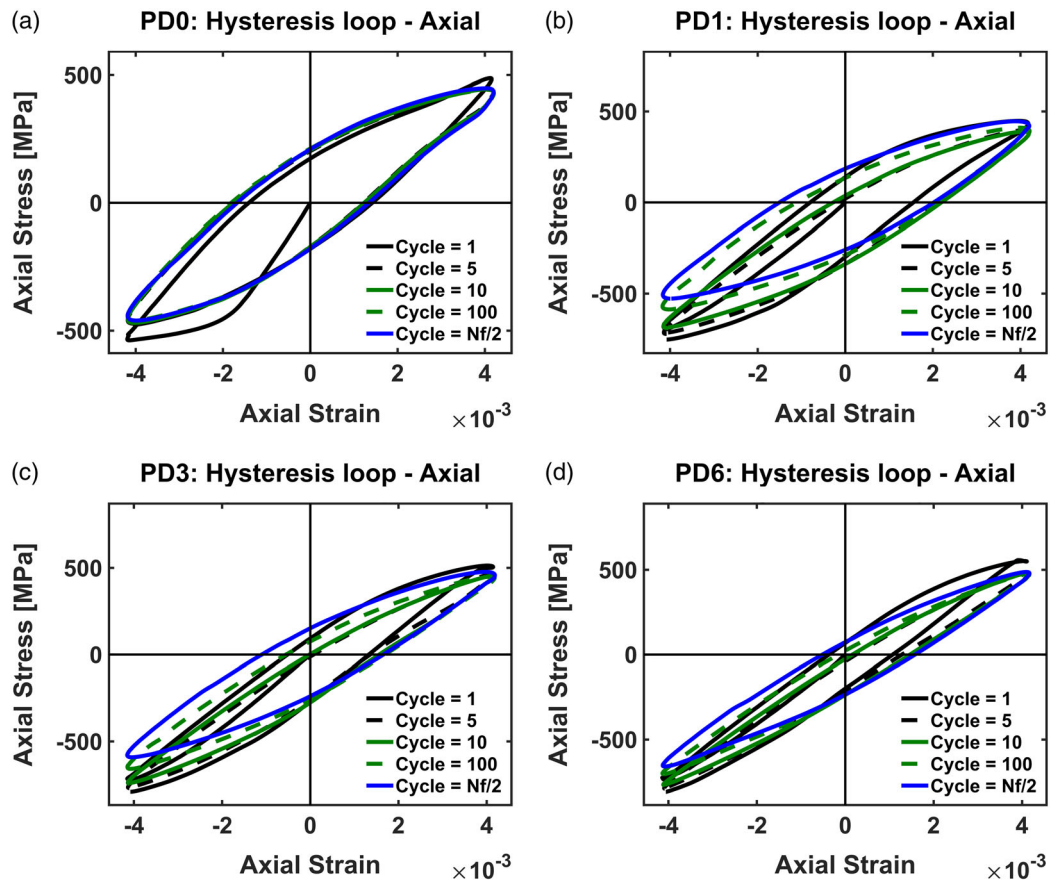 (a)
PD0: Hysteresis loop - Axial
500
0
-500
Axial Stress [MPa]
Cycle = 1
Cycle = 5
Cycle = 10
Cycle = 100
Cycle = Nf/2
-4 -2 0 2 4
Axial Strain ×10-3
(b)
PD1: Hysteresis loop - Axial
500
0
-500
Axial Stress [MPa]
Cycle = 1
Cycle = 5
Cycle = 10
Cycle = 100
Cycle = Nf/2
-4 -2 0 2 4
Axial Strain ×10-3
(c)
PD3: Hysteresis loop - Axial
500
0
-500
Axial Stress [MPa]
Cycle = 1
Cycle = 5
Cycle = 10
Cycle = 100
Cycle = Nf/2
-4 -2 0 2 4
Axial Strain ×10-3
(d)
PD6: Hysteresis loop - Axial
500
0
-500
Axial Stress [MPa]
Cycle = 1
Cycle = 5
Cycle = 10
Cycle = 100
Cycle = Nf/2
-4 -2 0 2 4
Axial Strain ×10-3